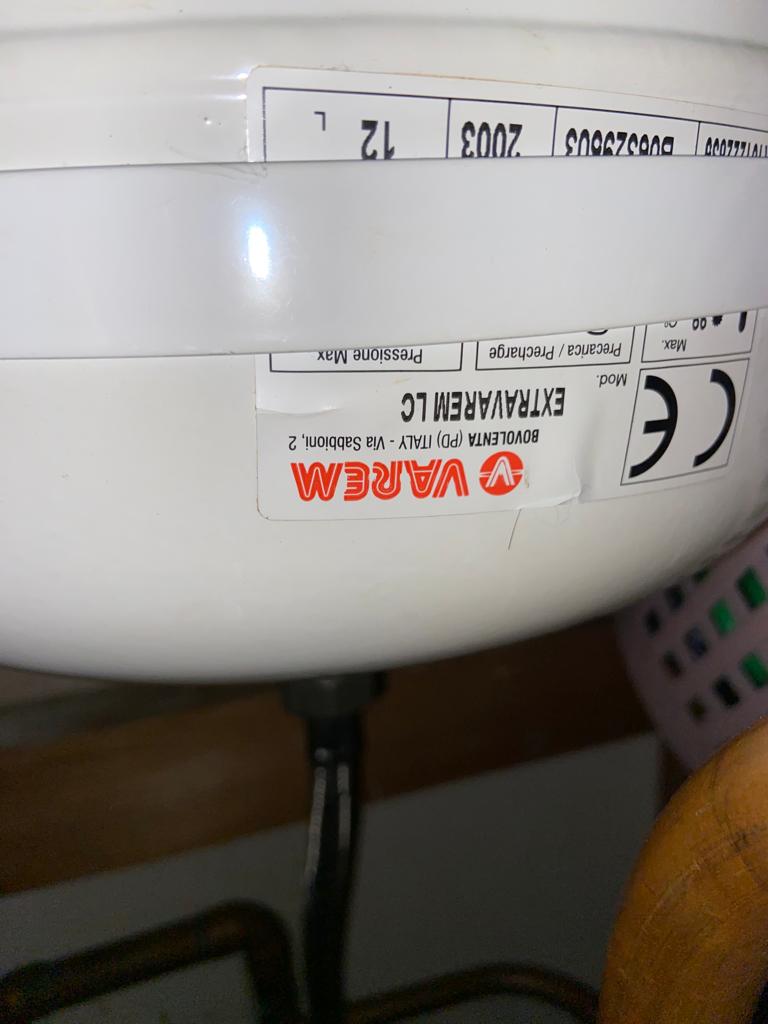 VAREM
BOVOLENTA (PD) ITALY - Via Sabbioni, 2
Mod.
EXTRAVAREM LC
CE
Max.
Precarica / Precharge
Pressione Max
2003
12 L